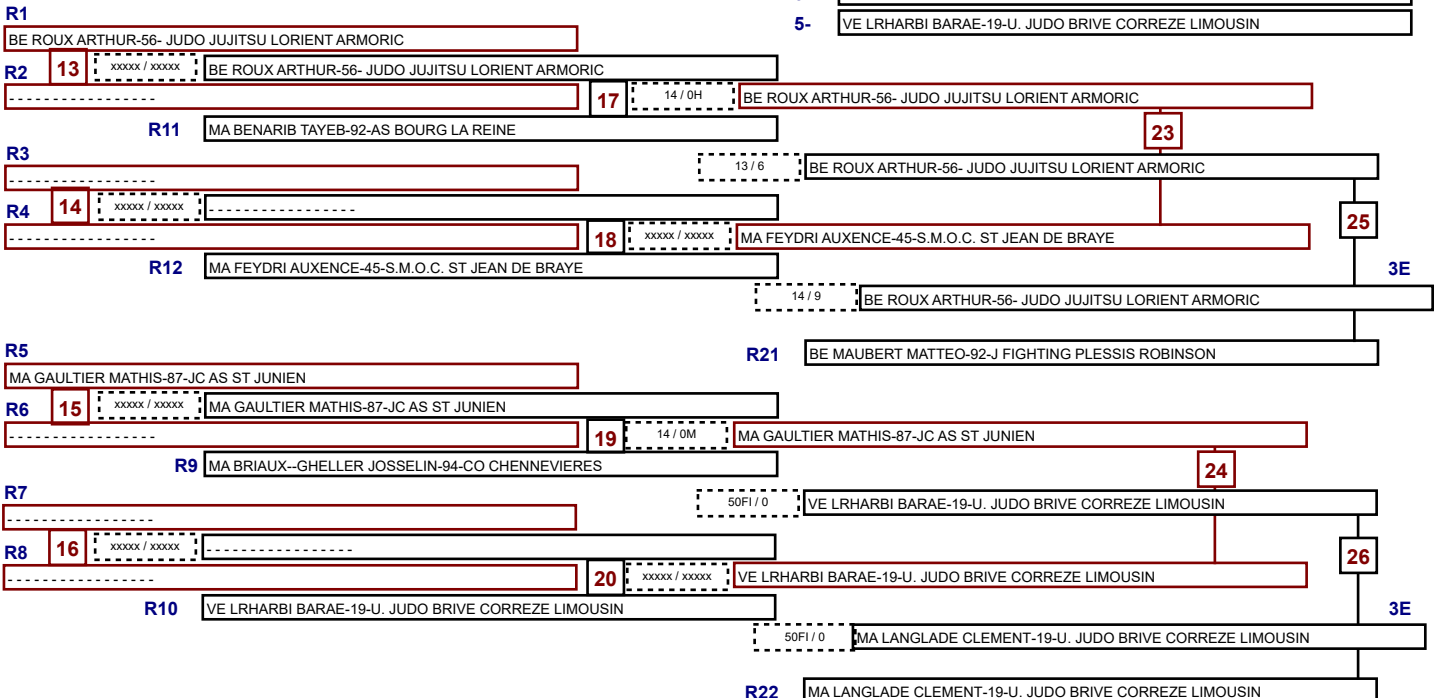 5- VE LRHARBI BARAE-19-U. JUDO BRIVE CORREZE LIMOUSIN
R1
BE ROUX ARTHUR-56- JUDO JUJITSU LORIENT ARMORIC
R2 13 xxxxx / xxxxx BE ROUX ARTHUR-56- JUDO JUJITSU LORIENT ARMORIC
- - - - - - - - - - - - - - - - - 17 14 / 0H BE ROUX ARTHUR-56- JUDO JUJITSU LORIENT ARMORIC
R11 MA BENARIB TAYEB-92-AS BOURG LA REINE 23
R3
- - - - - - - - - - - - - - - - - 13 / 6 BE ROUX ARTHUR-56- JUDO JUJITSU LORIENT ARMORIC
R4 14 xxxxx / xxxxx - - - - - - - - - - - - - - - - - 25
- - - - - - - - - - - - - - - - - 18 xxxxx / xxxxx MA FEYDRI AUXENCE-45-S.M.O.C. ST JEAN DE BRAYE
R12 MA FEYDRI AUXENCE-45-S.M.O.C. ST JEAN DE BRAYE 3E
14 / 9 BE ROUX ARTHUR-56- JUDO JUJITSU LORIENT ARMORIC
R5 R21 BE MAUBERT MATTEO-92-J FIGHTING PLESSIS ROBINSON
MA GAULTIER MATHIS-87-JC AS ST JUNIEN
R6 15 xxxxx / xxxxx MA GAULTIER MATHIS-87-JC AS ST JUNIEN
- - - - - - - - - - - - - - - - - 19 14 / 0M MA GAULTIER MATHIS-87-JC AS ST JUNIEN
R9 MA BRIAUX--GHELLER JOSSELIN-94-CO CHENNEVIERES 24
R7
- - - - - - - - - - - - - - - - - 50FI / 0 VE LRHARBI BARAE-19-U. JUDO BRIVE CORREZE LIMOUSIN
R8 16 xxxxx / xxxxx - - - - - - - - - - - - - - - - - 26
- - - - - - - - - - - - - - - - - 20 xxxxx / xxxxx VE LRHARBI BARAE-19-U. JUDO BRIVE CORREZE LIMOUSIN
R10 VE LRHARBI BARAE-19-U. JUDO BRIVE CORREZE LIMOUSIN 3E
50FI / 0 MA LANGLADE CLEMENT-19-U. JUDO BRIVE CORREZE LIMOUSIN
R22 MA LANGLADE CLEMENT-19-U. JUDO BRIVE CORREZE LIMOUSIN